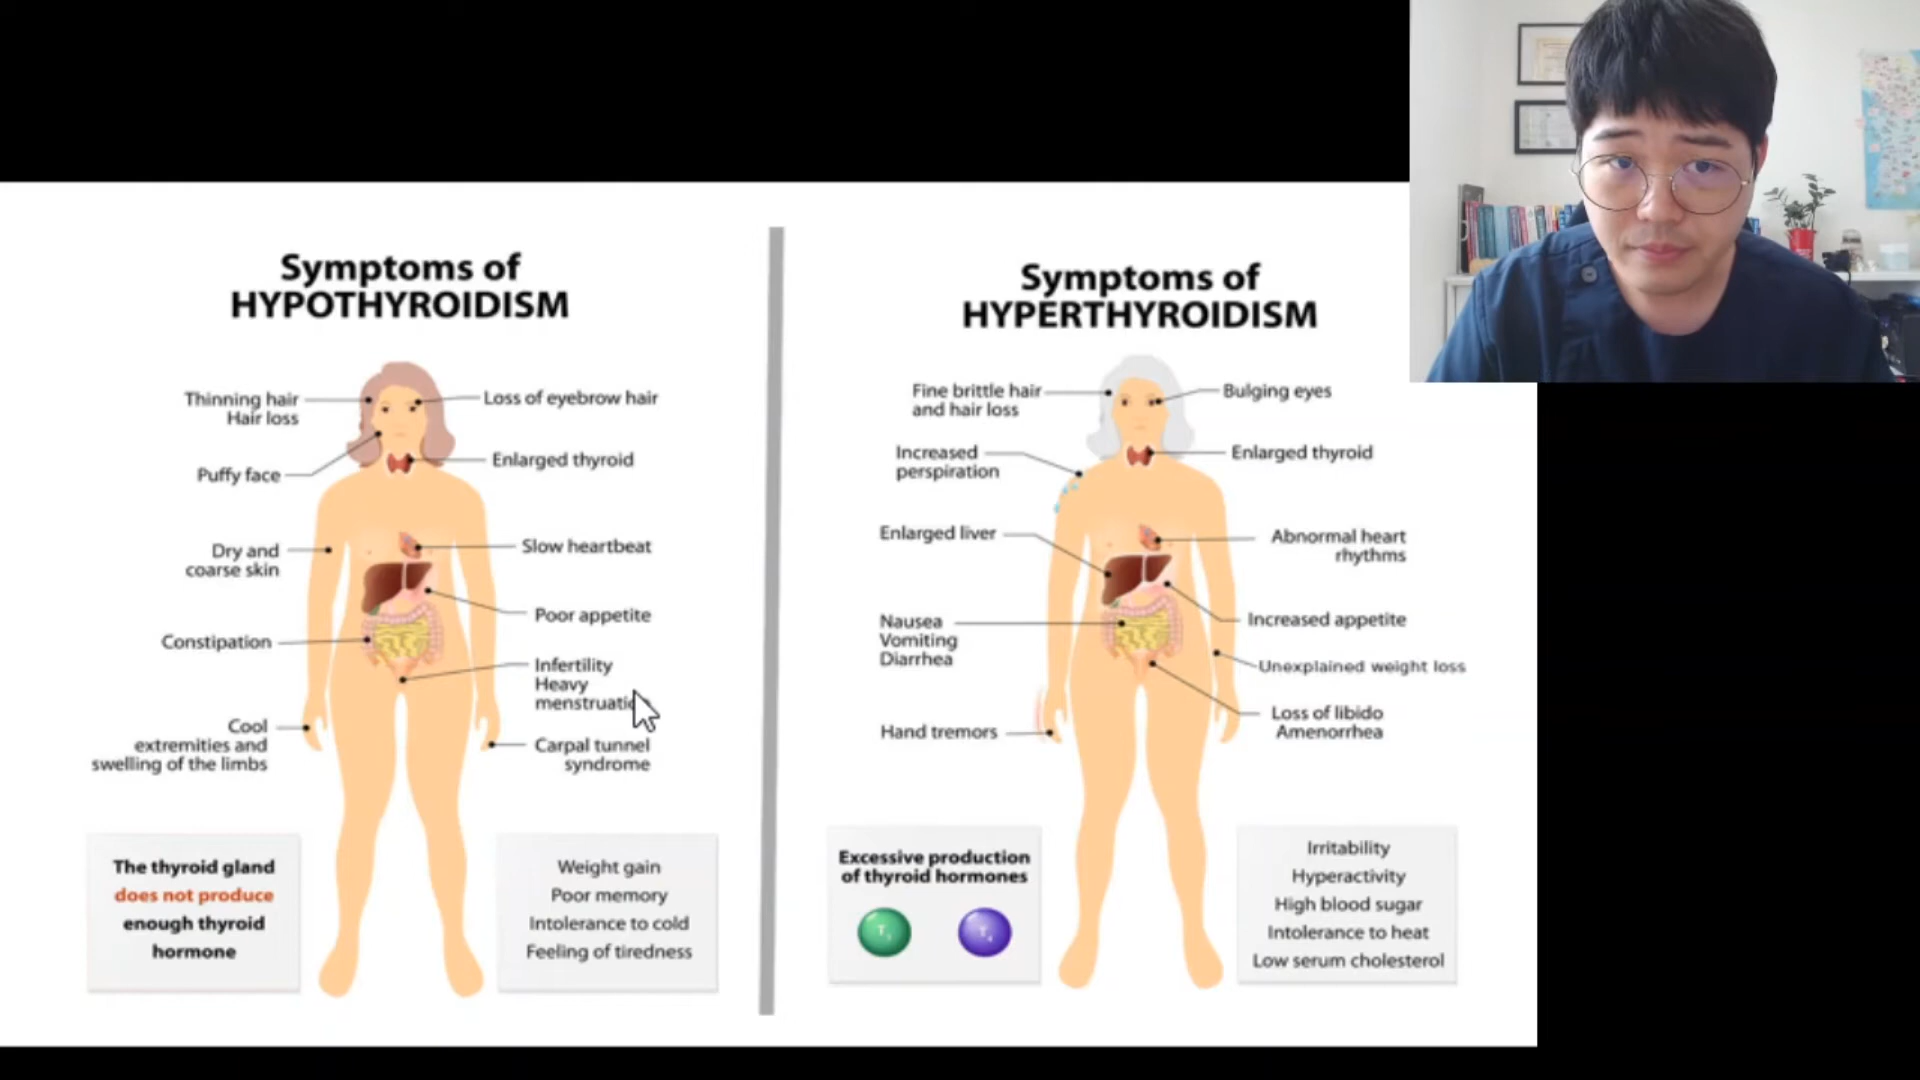 Symptoms of
HYPOTHYROIDISM
Thinning hair
Hair loss
Loss of eyebrow hair
Puffy face
Enlarged thyroid
Dry and
coarse skin
Slow heartbeat
Poor appetite
Constipation
Infertility
Heavy
Cool
extremities and
swelling of the limbs
Carpal tunnel
syndrome
The thyroid gland
does not produce
enough thyroid
hormone
Weight gain
Poor memory
Intolerance to cold
Feeling of tiredness
Symptoms of
HYPERTHYROIDISM
Fine brittle hair
and hair loss
Bulging eyes
Increased
perspiration
Enlarged thyroid
Enlarged liver
Abnormal heart
rhythms
Nausea
Vomiting
Diarrhea
Increased appetite
Unexplained weight loss
Hand tremors
Loss of libido
Amenorrhea
Excessive production
of thyroid hormones
T3
T4
Irritability
Hyperactivity
High blood sugar
Intolerance to heat
Low serum cholesterol